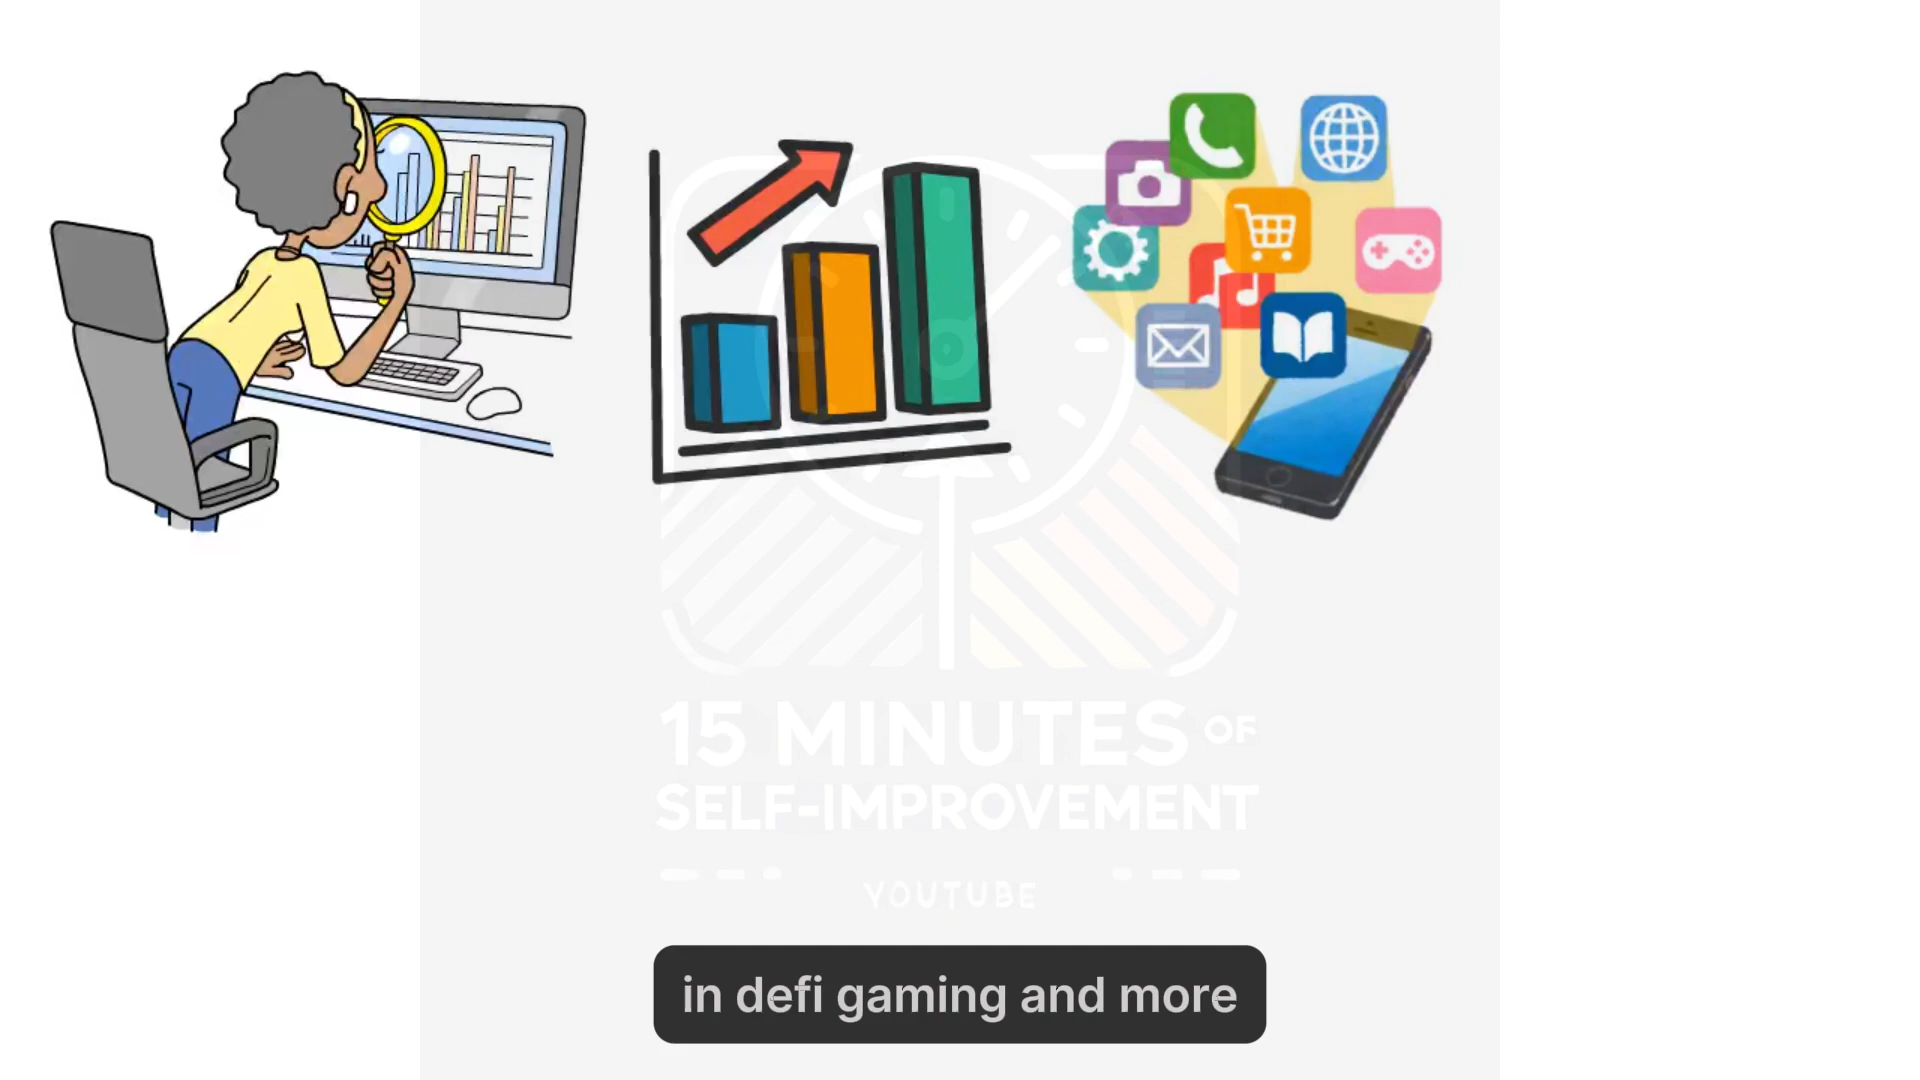 15 MINUTES OF
SELF-IMPROVEMENT
YOUTUBE
in defi gaming and more